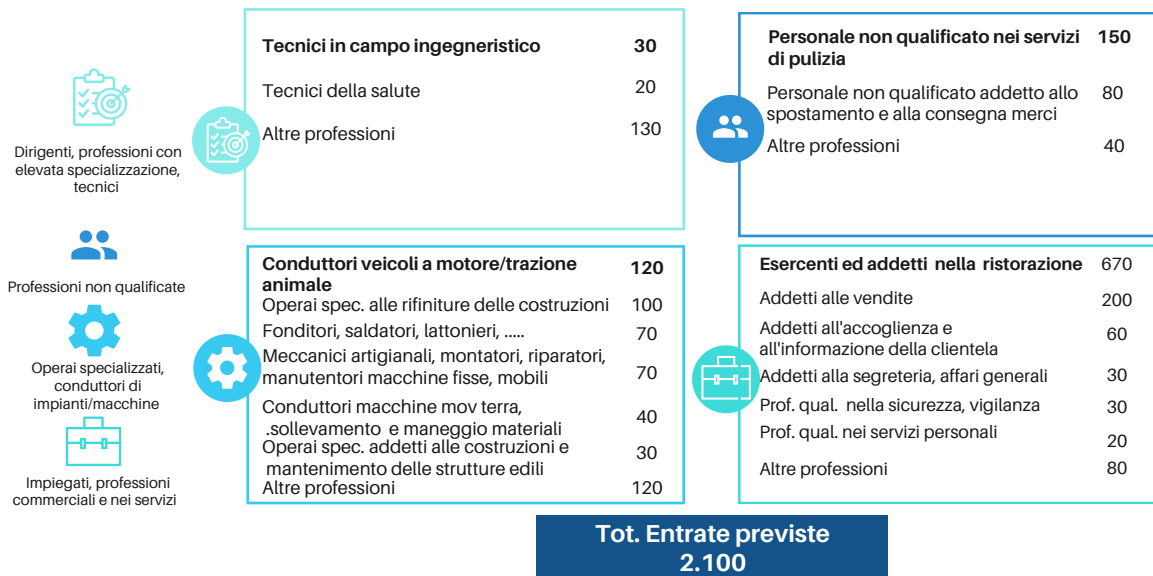 Dirigenti, professioni con
elevata specializzazione,
tecnici
Professioni non qualificate
Operai specializzati,
conduttori di
impianti/macchine
Impiegati, professioni
commerciali e nei servizi
Tecnici in campo ingegneristico 30
Tecnici della salute 20
Altre professioni 130
Personale non qualificato nei servizi 150
di pulizia
Personale non qualificato addetto allo 80
spostamento e alla consegna merci
Altre professioni 40
Conduttori veicoli a motore/trazione 120
animale
Operai spec. alle rifiniture delle costruzioni 100
Fonditori, saldatori, lattonieri, ..... 70
Meccanici artigianali, montatori, riparatori,
manutentori macchine fisse, mobili 70
Conduttori macchine mov terra, 40
.sollevamento e maneggio materiali
Operai spec. addetti alle costruzioni e 30
mantenimento delle strutture edili
Altre professioni 120
Esercenti ed addetti nella ristorazione 670
Addetti alle vendite 200
Addetti all'accoglienza e 60
all'informazione della clientela
Addetti alla segreteria, affari generali 30
Prof. qual. nella sicurezza, vigilanza 30
Prof. qual. nei servizi personali 20
Altre professioni 80
Tot. Entrate previste
2.100